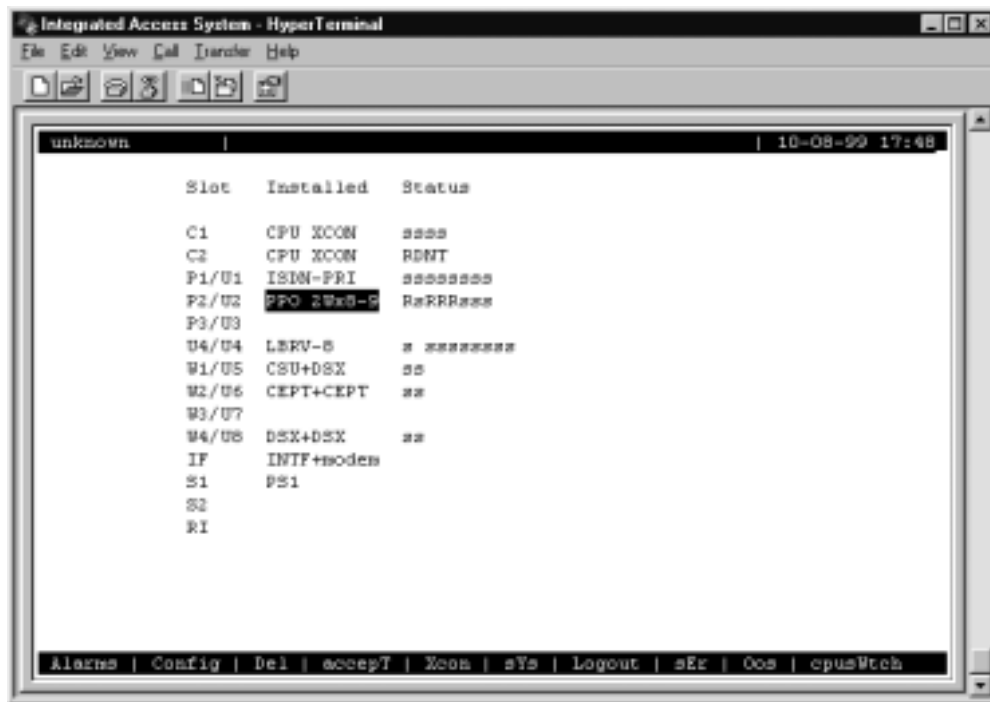 Integrated Access System - HyperTerminal
File Edit View Call Transfer Help
unknown | | 10-08-99 17:48
Slot Installed Status
C1 CPU XCON ssss
C2 CPU XCON RDNT
P1/U1 ISDN-PRI ssssssss
P2/U2 PPO 2Wx8-9 RsRRRsss
P3/U3
U4/U4 LBRV-8 s ssssssss
W1/U5 CSU+DSX ss
W2/U6 CEPT+CEPT ss
W3/U7
W4/U8 DSX+DSX ss
IF INTF+modem
S1 PS1
S2
RI
Alarms | Config | Del | accepT | Xcon | sYs | Logout | sEr | Oos | cpusWtch